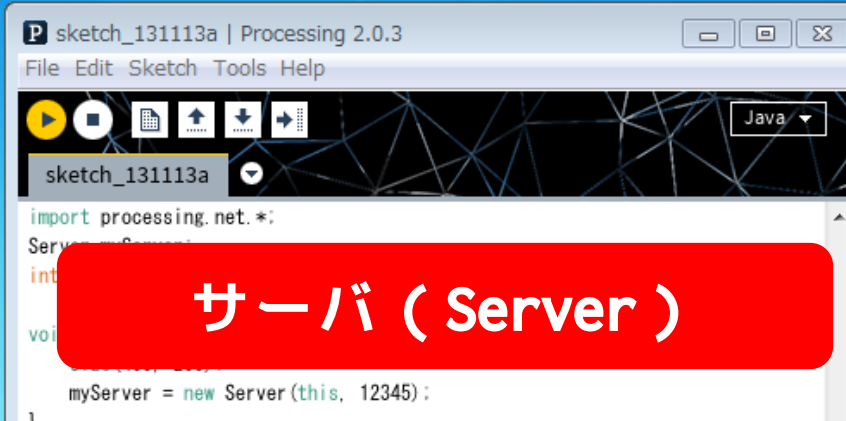 sketch_131113a | Processing 2.0.3
File Edit Sketch Tools Help
Java
sketch_131113a
import processing.net.*;
サーバ ( Server )
myServer = new Server(this, 12345);
}